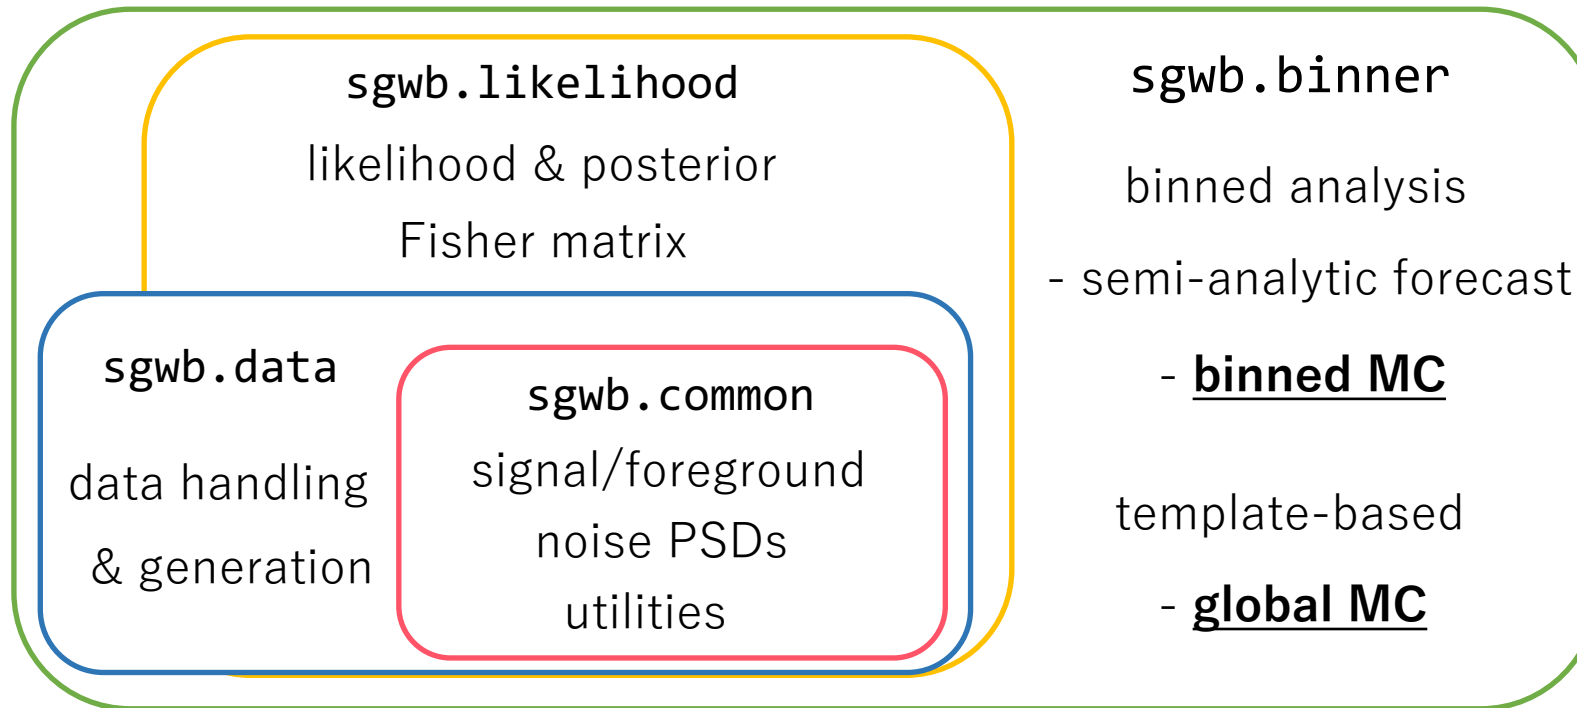 sgwb.likelihood
likelihood & posterior
Fisher matrix
sgwb.data
data handling
& generation
sgwb.common
signal/foreground
noise PSDs
utilities
sgwb.binner
binned analysis
- semi-analytic forecast
- binned MC
template-based
- global MC